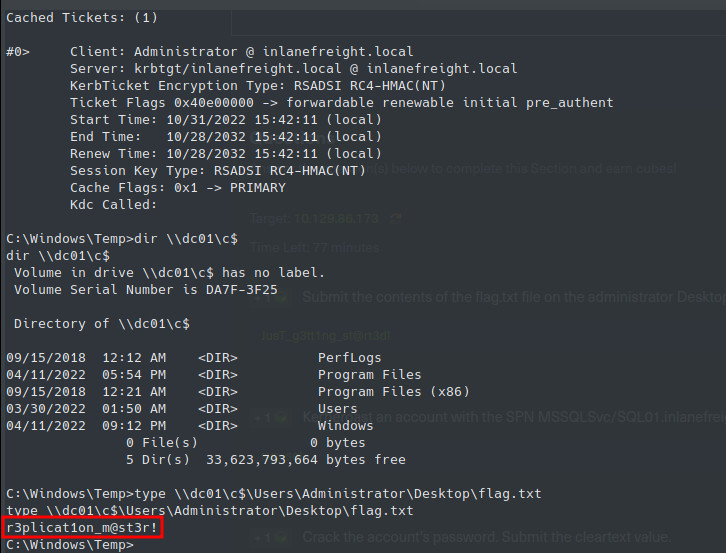 Cached Tickets: (1)
#0>     Client: Administrator @ inlanefreight.local
        Server: krbtgt/inlanefreight.local @ inlanefreight.local
        KerbTicket Encryption Type: RSADSI RC4-HMAC(NT)
        Ticket Flags 0x40e00000 -> forwardable renewable initial pre_authent
        Start Time: 10/31/2022 15:42:11 (local)
        End Time:   10/28/2032 15:42:11 (local)
        Renew Time: 10/28/2032 15:42:11 (local)
        Session Key Type: RSADSI RC4-HMAC(NT)
        Cache Flags: 0x1 -> PRIMARY
        Kdc Called:
(s) below to complete this Section and earn cubes!
Target: 10.129.86.173
C:\Windows\Temp>dir \\dc01\c$
dir \\dc01\c$
Time Left: 77 minutes
 Volume in drive \\dc01\c$ has no label.
 Volume Serial Number is DA7F-3F25
+ 1 Submit the contents of the flag.txt file on the administrator Deskto
 Directory of \\dc01\c$
09/15/2018  12:12 AM    <DIR>          PerfLogs
04/11/2022  05:54 PM    <DIR>          Program Files
09/15/2018  12:21 AM    <DIR>          Program Files (x86)
03/30/2022  01:50 AM    <DIR>          Users
04/11/2022  09:12 PM    <DIR>          Windows
               0 File(s)              0 bytes
               5 Dir(s)  33,623,793,664 bytes free
+ 1 an account with the SPN MSSQLSvc/SQL01.inlanefrei
C:\Windows\Temp>type \\dc01\c$\Users\Administrator\Desktop\flag.txt
type \\dc01\c$\Users\Administrator\Desktop\flag.txt
r3plicat1on_m@st3r!
C:\Windows\Temp>
+ 1 Crack the account's password. Submit the cleartext value.